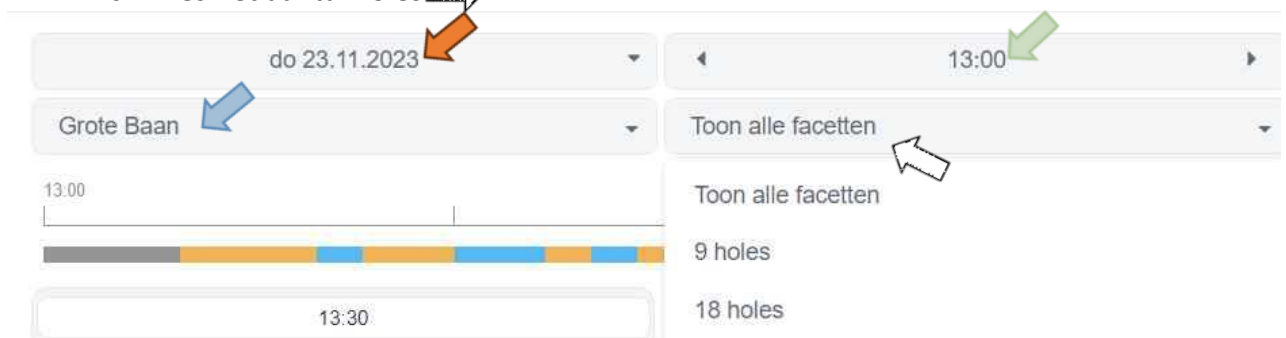 do 23.11.2023
13:00
Grote Baan
Toon alle facetten
13:00
Toon alle facetten
9 holes
18 holes
13:30